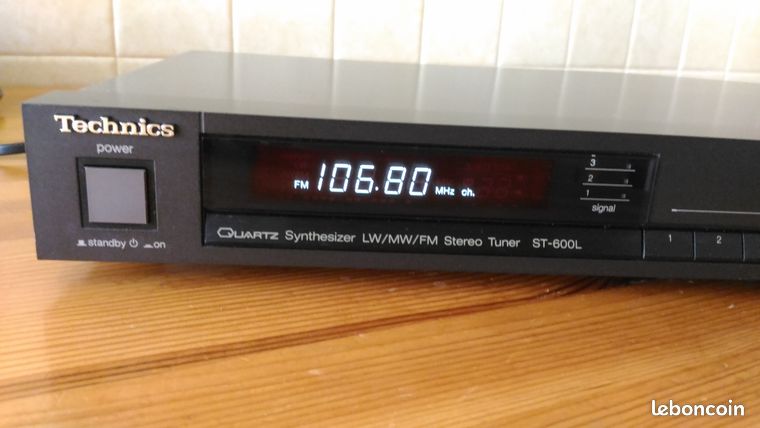 Technics
power
standby on
FM 106.80 MHz ch.
3
2
1
signal
QUARTZ Synthesizer LW/MW/FM Stereo Tuner ST-600L
1 2
leboncoin